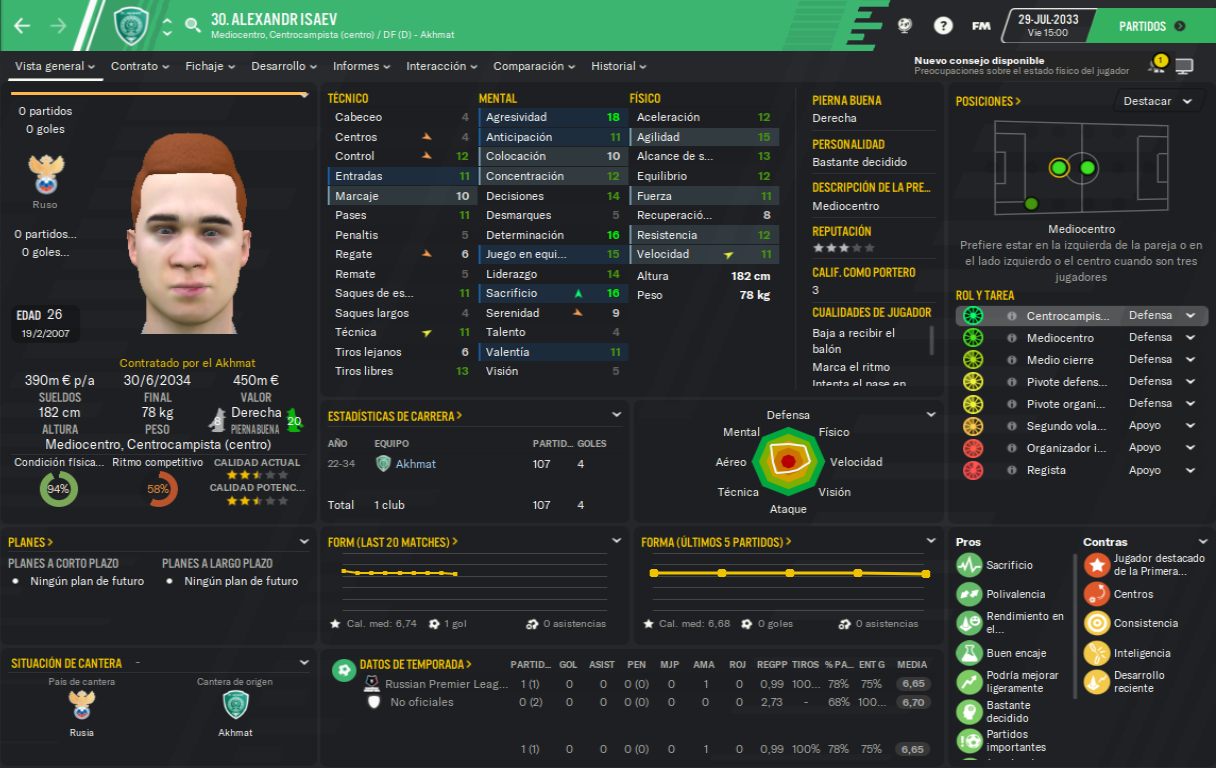 30. ALEXANDR ISAEV
Mediocentro, Centrocampista (centro) / DF (D) - Akhmat
?
FM
29-JUL-2033
Vie 15:00
PARTIDOS
Vista general
Contrato
Fichaje
Desarrollo
Informes
Interacción
Comparación
Historial
Nuevo consejo disponible
Preocupaciones sobre el estado físico del jugador
1
0 partidos
0 goles
Ruso
0 partidos...
0 goles...
EDAD 26
19/2/2007
Contratado por el Akhmat
390m € p/a
SUELDOS
30/6/2034
FINAL
450m €
VALOR
182 cm
ALTURA
78 kg
PESO
8
Derecha
PIERNA BUENA
20
Mediocentro, Centrocampista (centro)
Condición física...
94%
Ritmo competitivo
58%
CALIDAD ACTUAL
CALIDAD POTENC...
TÉCNICO
Cabeceo 4
Centros 4
Control 12
Entradas 11
Marcaje 10
Pases 11
Penaltis 5
Regate 6
Remate 5
Saques de es... 11
Saques largos 4
Técnica 11
Tiros lejanos 6
Tiros libres 13
MENTAL
Agresividad 18
Anticipación 11
Colocación 10
Concentración 12
Decisiones 14
Desmarques 5
Determinación 16
Juego en equi... 15
Liderazgo 14
Sacrificio 16
Serenidad 9
Talento 4
Valentía 11
Visión 5
FÍSICO
Aceleración 12
Agilidad 15
Alcance de s... 13
Equilibrio 12
Fuerza 11
Recuperació... 8
Resistencia 12
Velocidad 11
Altura 182 cm
Peso 78 kg
PIERNA BUENA
Derecha
PERSONALIDAD
Bastante decidido
DESCRIPCIÓN DE LA PRE...
Mediocentro
REPUTACIÓN
CALIF. COMO PORTERO
3
CUALIDADES DE JUGADOR
Baja a recibir el
balón
Marca el ritmo
Intenta el pase en
POSICIONES
Destacar
Mediocentro
Prefiere estar en la izquierda de la pareja o en
el lado izquierdo o el centro cuando son tres
jugadores
ROL Y TAREA
Centrocampis... Defensa
Mediocentro Defensa
Medio cierre Defensa
Pivote defens... Defensa
Pivote organi... Defensa
Segundo vola... Apoyo
Organizador i... Apoyo
Regista Apoyo
ESTADÍSTICAS DE CARRERA
AÑO EQUIPO PARTID... GOLES
22-34 Akhmat 107 4
Total 1 club 107 4
Defensa
Mental
Físico
Aéreo
Velocidad
Técnica
Visión
Ataque
PLANES
PLANES A CORTO PLAZO
Ningún plan de futuro
PLANES A LARGO PLAZO
Ningún plan de futuro
FORM (LAST 20 MATCHES)
Cal. med: 6,74 1 gol 0 asistencias
FORMA (ÚLTIMOS 5 PARTIDOS)
Cal. med: 6,68 0 goles 0 asistencias
Pros
Sacrificio
Polivalencia
Rendimiento en
el...
Buen encaje
Podría mejorar
ligeramente
Bastante
decidido
Partidos
importantes
Contras
Jugador destacado
de la Primera...
Centros
Consistencia
Inteligencia
Desarrollo
reciente
SITUACIÓN DE CANTERA -
País de cantera
Rusia
Cantera de origen
Akhmat
DATOS DE TEMPORADA PARTID... GOL ASIST PEN MJP AMA ROJ REGPP TIROS % PA... ENT G MEDIA
Russian Premier Leag... 1 (1) 0 0 0 (0) 0 1 0 0,99 100... 78% 75% 6,65
No oficiales 0 (2) 0 0 0 (0) 0 0 0 2,73 - 68% 100... 6,70
1 (1) 0 0 0 (0) 0 1 0 0,99 100% 78% 75% 6,65